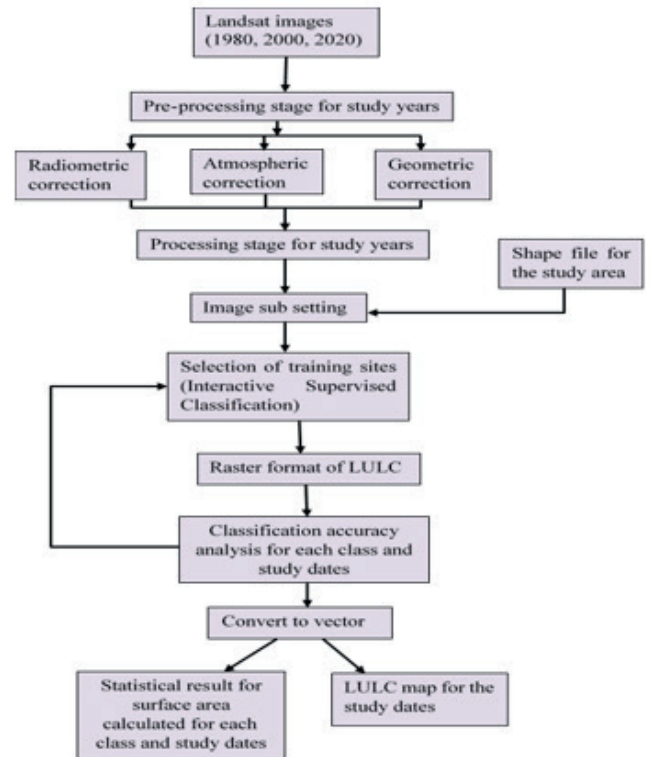 Landsat images
(1980, 2000, 2020)
Pre-processing stage for study years
Radiometric
correction
Atmospheric
correction
Geometric
correction
Processing stage for study years
Shape file for
the study area
Image sub setting
Selection of training sites
(Interactive Supervised
Classification)
Raster format of LULC
Classification accuracy
analysis for each class and
study dates
Convert to vector
Statistical result for
surface area
calculated for each
class and study dates
LULC map for the
study dates